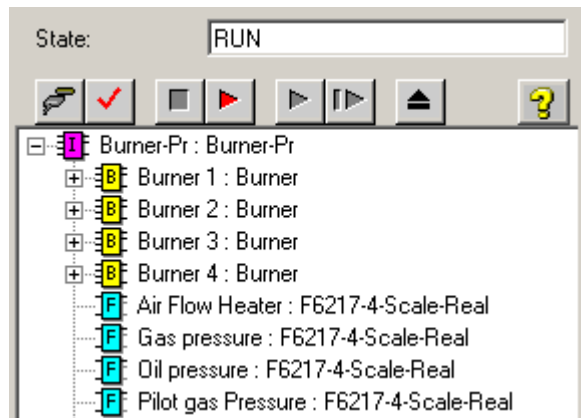 State: RUN
?
I Burner-Pr : Burner-Pr
B Burner 1 : Burner
B Burner 2 : Burner
B Burner 3 : Burner
B Burner 4 : Burner
F Air Flow Heater : F6217-4-Scale-Real
F Gas pressure : F6217-4-Scale-Real
F Oil pressure : F6217-4-Scale-Real
F Pilot gas Pressure : F6217-4-Scale-Real